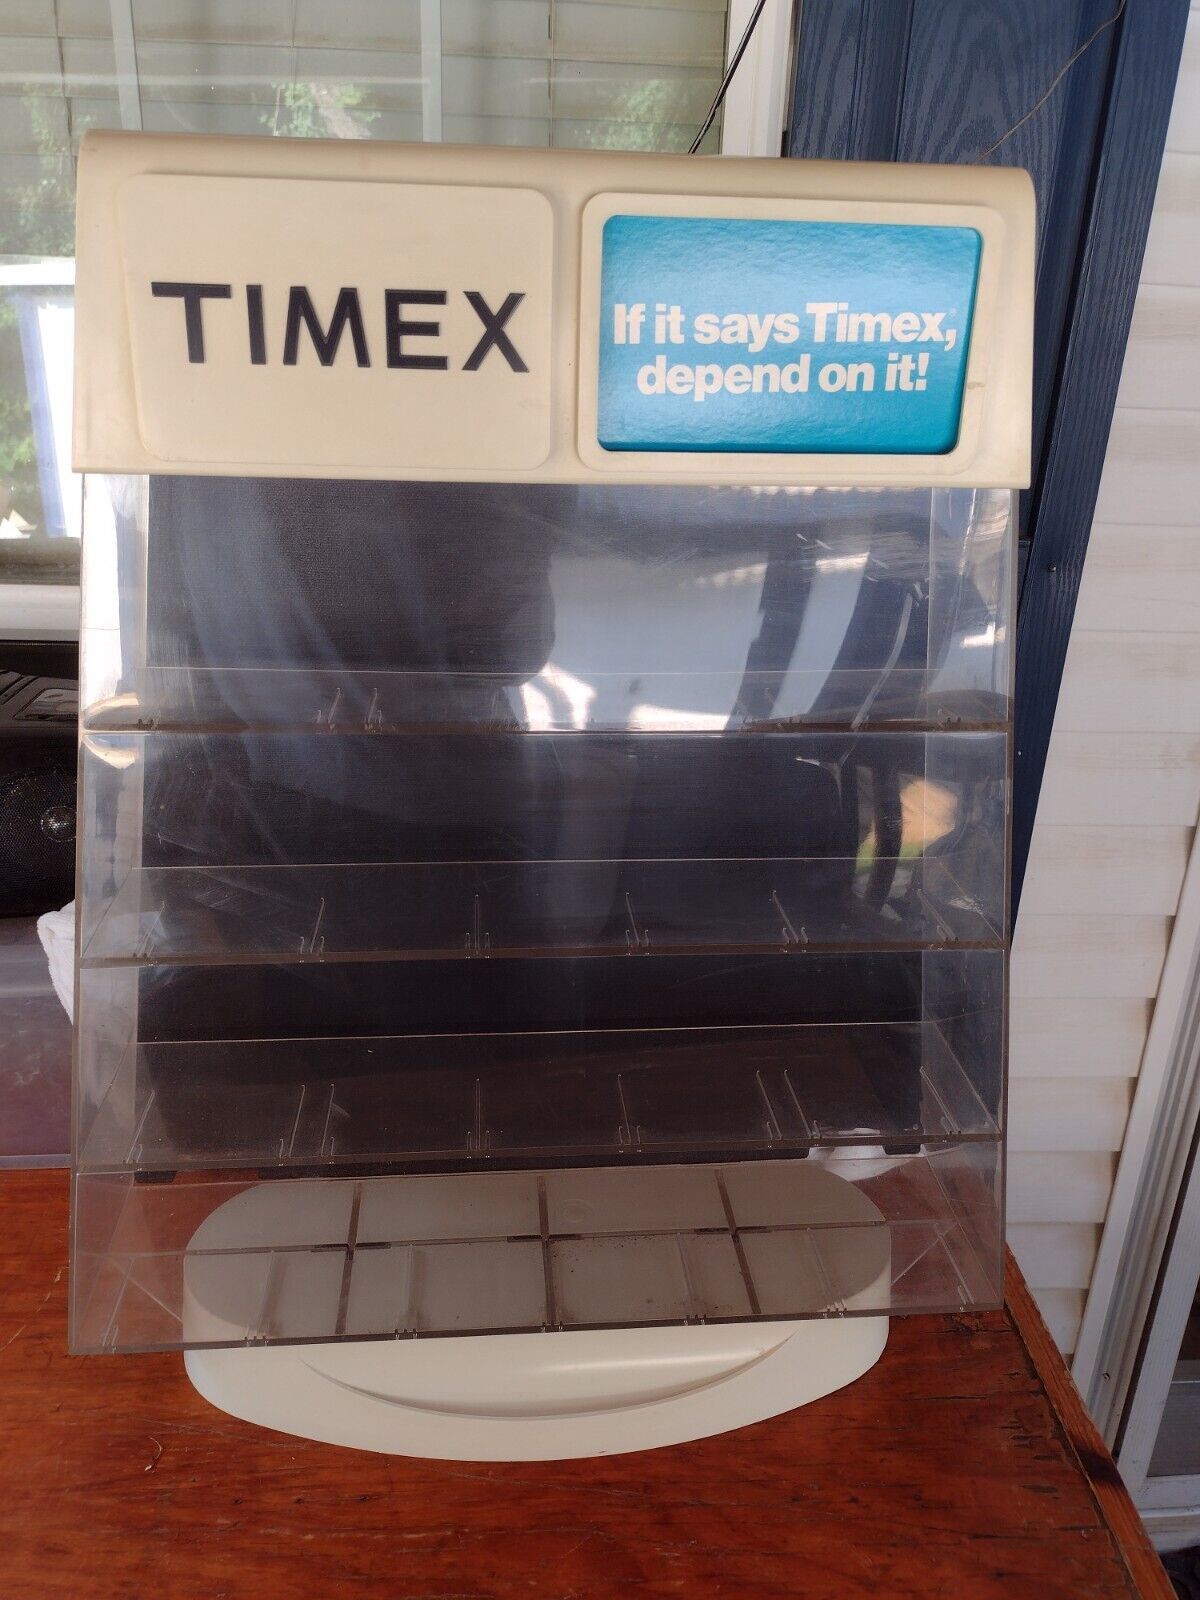 TIMEX
If it says Timex,
depend on it!